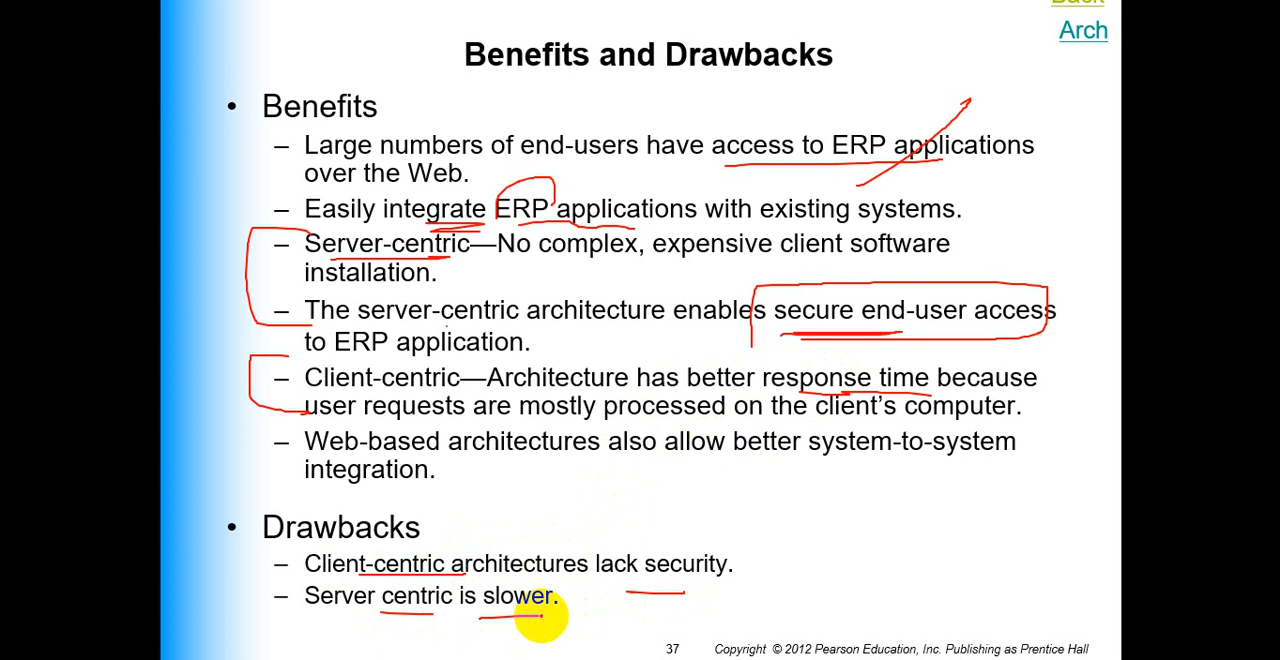 Back
Arch
Benefits and Drawbacks
• Benefits
– Large numbers of end-users have access to ERP applications
over the Web.
– Easily integrate ERP applications with existing systems.
– Server-centric—No complex, expensive client software
installation.
– The server-centric architecture enables secure end-user access
to ERP application.
– Client-centric—Architecture has better response time because
user requests are mostly processed on the client’s computer.
– Web-based architectures also allow better system-to-system
integration.
• Drawbacks
– Client-centric architectures lack security.
– Server centric is slower.
37 Copyright © 2012 Pearson Education, Inc. Publishing as Prentice Hall